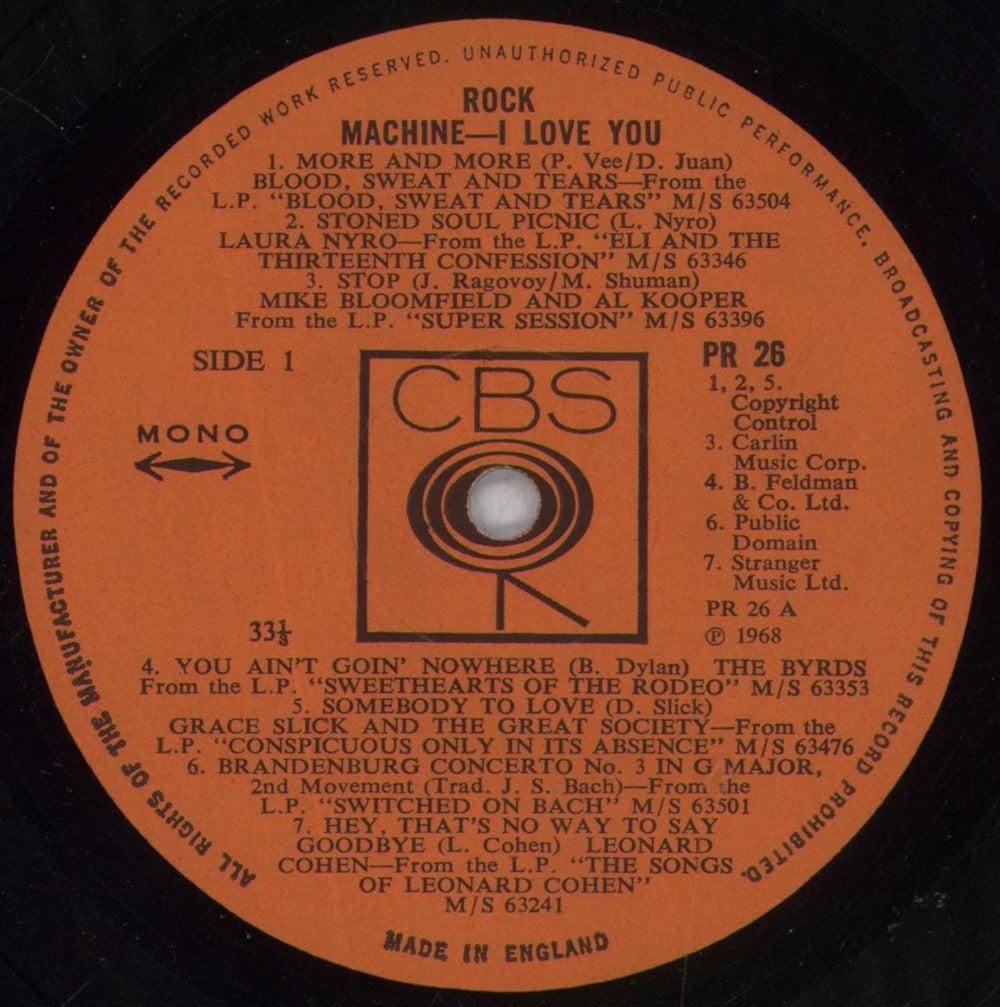 ALL RIGHTS OF THE MANUFACTURER AND OF THE OWNER OF THE RECORDED WORK RESERVED. UNAUTHORIZED PUBLIC PERFORMANCE, BROADCASTING AND COPYING OF THIS RECORD PROHIBITED.
ROCK
MACHINE—I LOVE YOU
1. MORE AND MORE (P. Vee/D. Juan)
BLOOD, SWEAT AND TEARS—From the
L.P. “BLOOD, SWEAT AND TEARS” M/S 63504
2. STONED SOUL PICNIC (L. Nyro)
LAURA NYRO—From the L.P. “ELI AND THE
THIRTEENTH CONFESSION” M/S 63346
3. STOP (J. Ragovoy/M. Shuman)
MIKE BLOOMFIELD AND AL KOOPER
From the L.P. “SUPER SESSION” M/S 63396
SIDE 1
MONO
33⅓
CBS
PR 26
1, 2, 5.
Copyright
Control
3. Carlin
Music Corp.
4. B. Feldman
& Co. Ltd.
6. Public
Domain
7. Stranger
Music Ltd.
PR 26 A
℗ 1968
4. YOU AIN’T GOIN’ NOWHERE (B. Dylan) THE BYRDS
From the L.P. “SWEETHEARTS OF THE RODEO” M/S 63353
5. SOMEBODY TO LOVE (D. Slick)
GRACE SLICK AND THE GREAT SOCIETY—From the
L.P. “CONSPICUOUS ONLY IN ITS ABSENCE” M/S 63476
6. BRANDENBURG CONCERTO No. 3 IN G MAJOR,
2nd Movement (Trad. J. S. Bach)—From the
L.P. “SWITCHED ON BACH” M/S 63501
7. HEY, THAT’S NO WAY TO SAY
GOODBYE (L. Cohen) LEONARD
COHEN—From the L.P. “THE SONGS
OF LEONARD COHEN”
M/S 63241
MADE IN ENGLAND